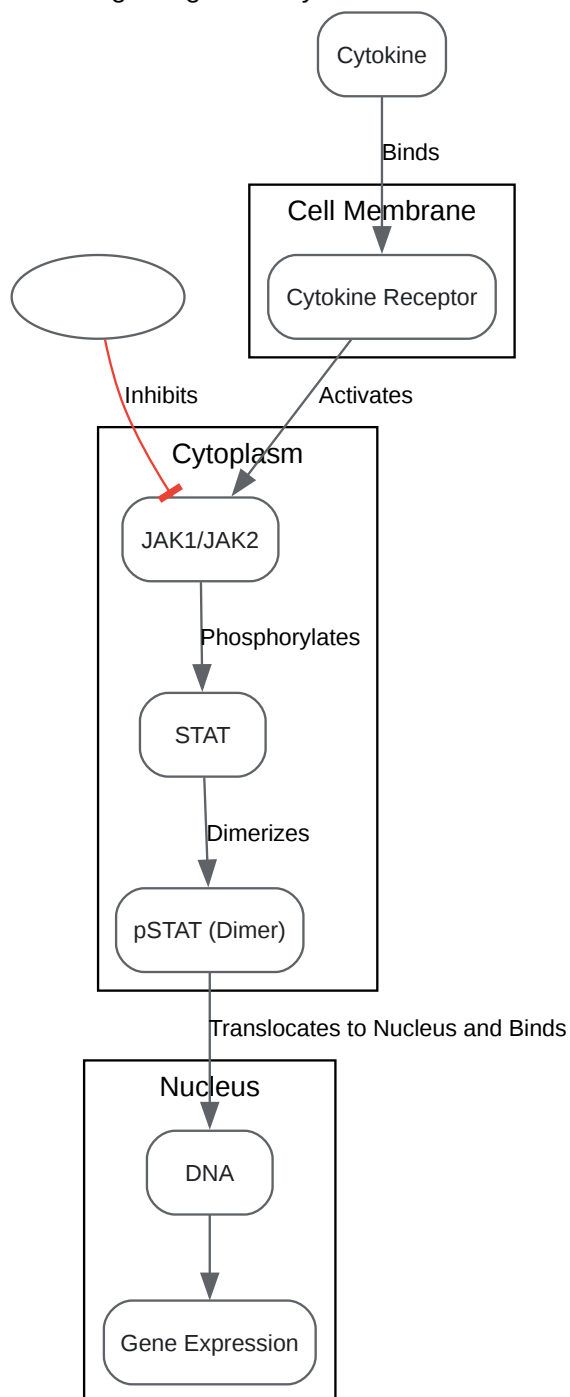 Cytokine
Binds
Cell Membrane
Cytokine Receptor
Inhibits
Activates
Cytoplasm
JAK1/JAK2
Phosphorylates
STAT
Dimerizes
pSTAT (Dimer)
Translocates to Nucleus and Binds
Nucleus
DNA
Gene Expression